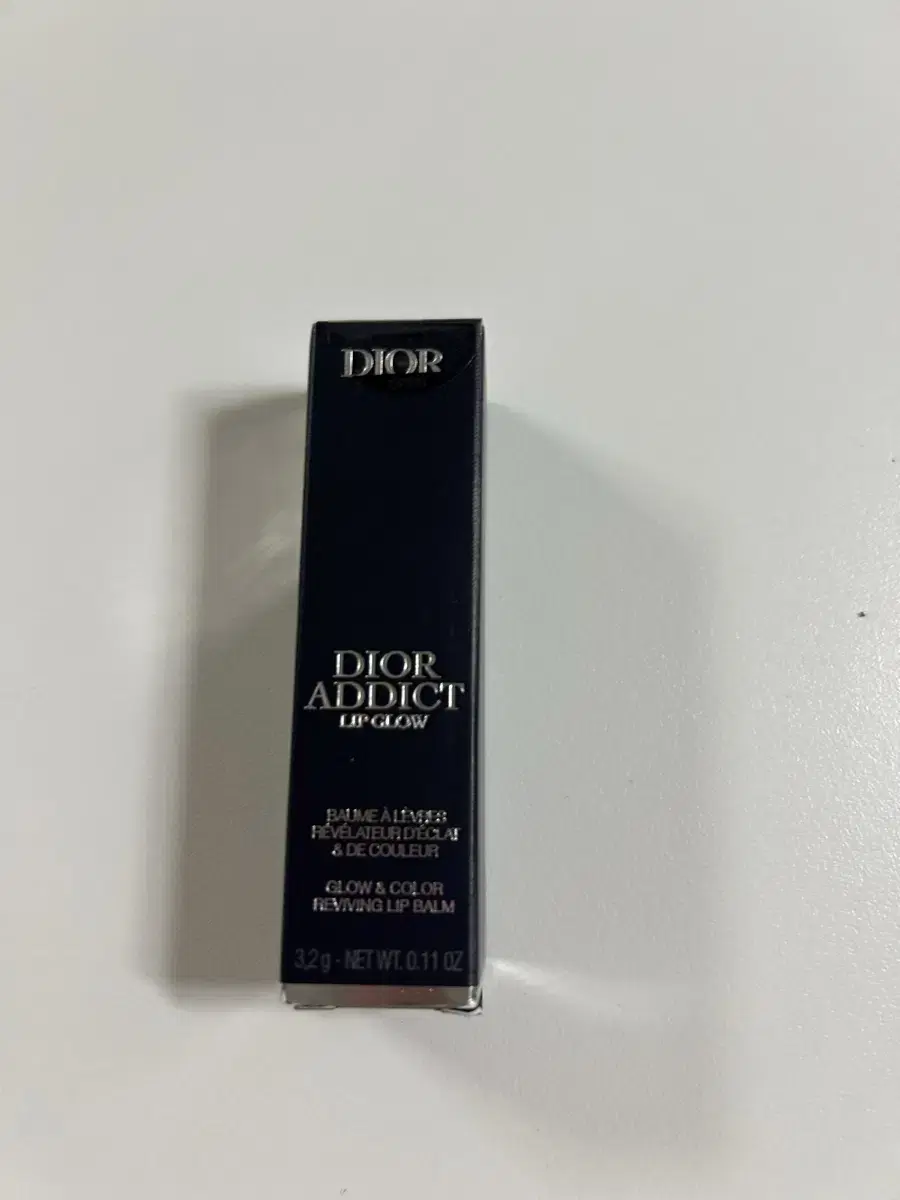 DIOR
DIOR
ADDICT
LIP GLOW
BAUME À LÈVRES
RÉVÉLATEUR D'ÉCLAT
& DE COULEUR
GLOW & COLOR
REVIVING LIP BALM
3,2 g - NET WT. 0.11 OZ